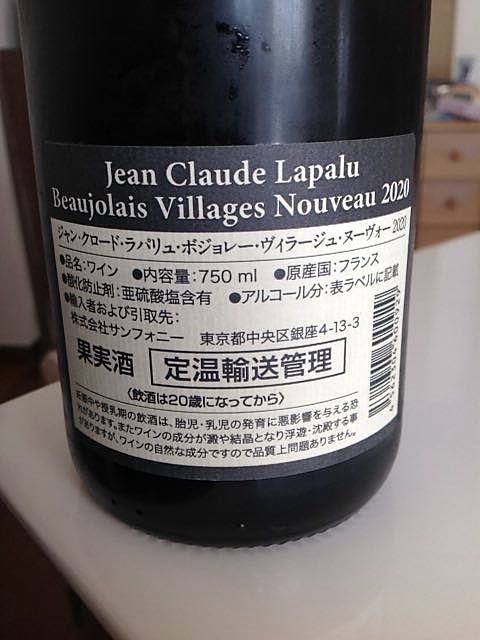 Jean Claude Lapalu
Beaujolais Villages Nouveau 2020
ジャン・クロード・ラパリュ・ボジョレー・ヴィラージュ・ヌーヴォー 2020
●品名:ワイン ●内容量:750 ml ●原産国:フランス
●酸化防止剤:亜硫酸塩含有 ●アルコール分:表ラベルに記載
●輸入者および引取先:
株式会社サンフォニー 東京都中央区銀座4-13-3
果実酒 定温輸送管理
〈飲酒は20歳になってから〉
妊娠中や授乳期の飲酒は、胎児・乳児の発育に悪影響を与える恐
れがあります。またワインの成分が澱や結晶となり浮遊・沈殿する事
がありますが、ワインの自然な成分ですので品質上問題ありません。